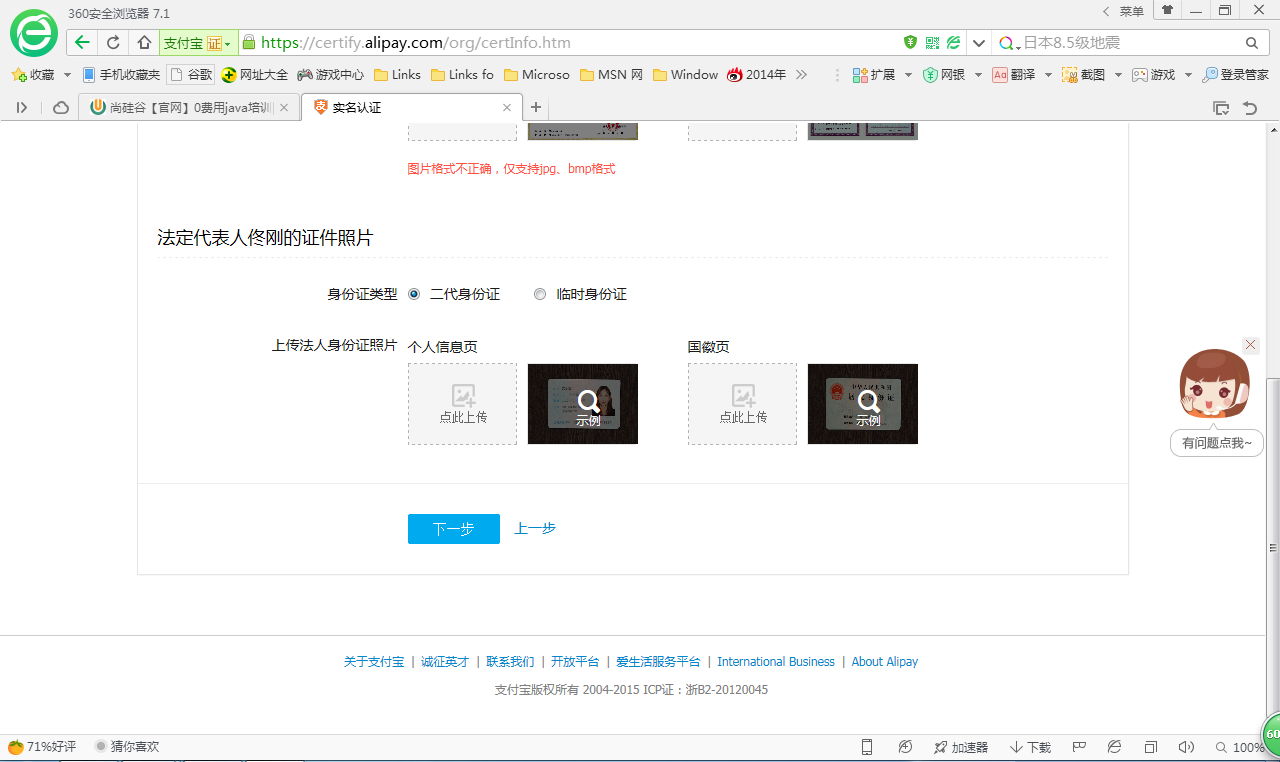 360安全浏览器 7.1
菜单
支付宝 证
https://certify.alipay.com/org/certInfo.htm
日本8.5级地震
收藏 手机收藏夹 谷歌 网址大全 游戏中心 Links Links fo Microso MSN 网 Window 2014年 扩展 网银 翻译 截图 游戏 登录管家
尚硅谷【官网】0费用java培训
实名认证
图片格式不正确，仅支持jpg、bmp格式
法定代表人佟刚的证件照片
身份证类型 二代身份证 临时身份证
上传法人身份证照片 个人信息页 国徽页
点此上传 示例 点此上传 示例
有问题点我~
下一步 上一步
关于支付宝 | 诚征英才 | 联系我们 | 开放平台 | 爱生活服务平台 | International Business | About Alipay
支付宝版权所有 2004-2015 ICP证：浙B2-20120045
71%好评 猜你喜欢 加速器 下载 100%
60